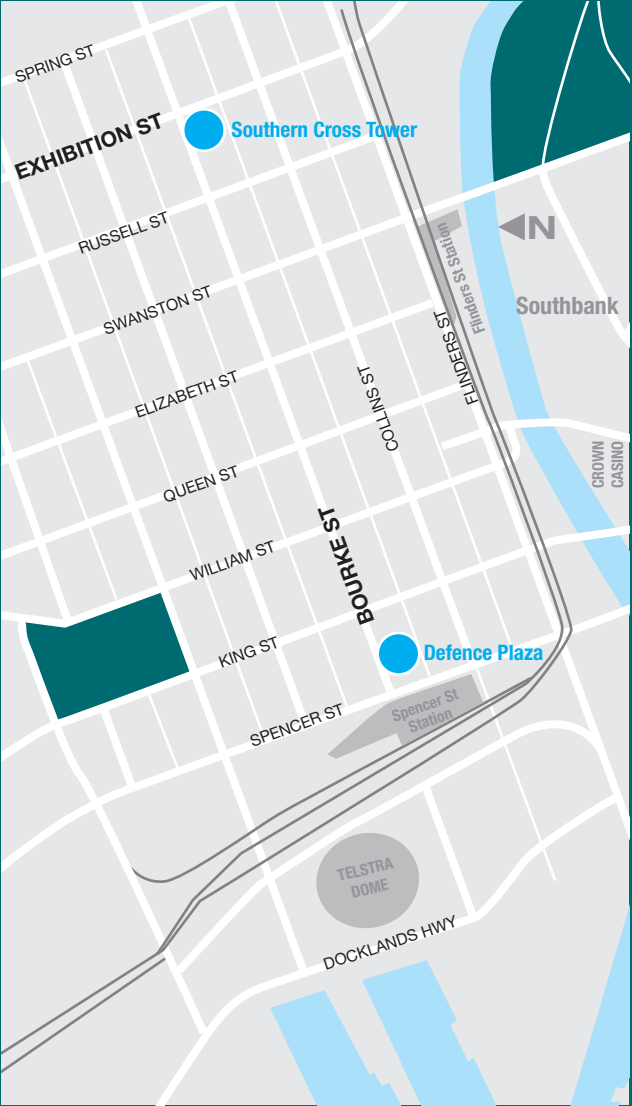 SPRING ST
EXHIBITION ST
Southern Cross Tower
RUSSELL ST
N
Flinders St Station
SWANSTON ST
Southbank
FLINDERS ST
ELIZABETH ST
COLLINS ST
CROWN
CASINO
QUEEN ST
BOURKE ST
WILLIAM ST
KING ST
Defence Plaza
SPENCER ST
Spencer St
Station
TELSTRA
DOME
DOCKLANDS HWY